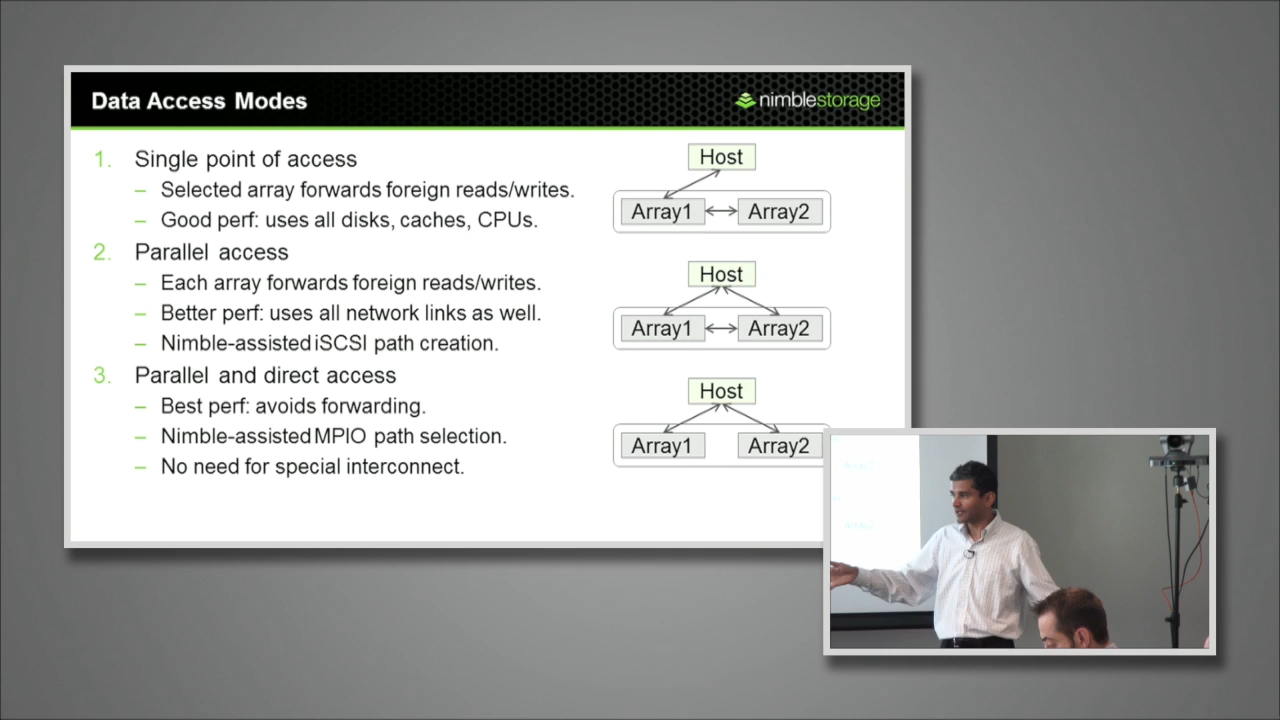 Data Access Modes
nimblestorage
1. Single point of access
– Selected array forwards foreign reads/writes.
– Good perf: uses all disks, caches, CPUs.
2. Parallel access
– Each array forwards foreign reads/writes.
– Better perf: uses all network links as well.
– Nimble-assisted iSCSI path creation.
3. Parallel and direct access
– Best perf: avoids forwarding.
– Nimble-assisted MPIO path selection.
– No need for special interconnect.
Host
Array1 Array2
Host
Array1 Array2
Host
Array1 Array2
Array2
Array2